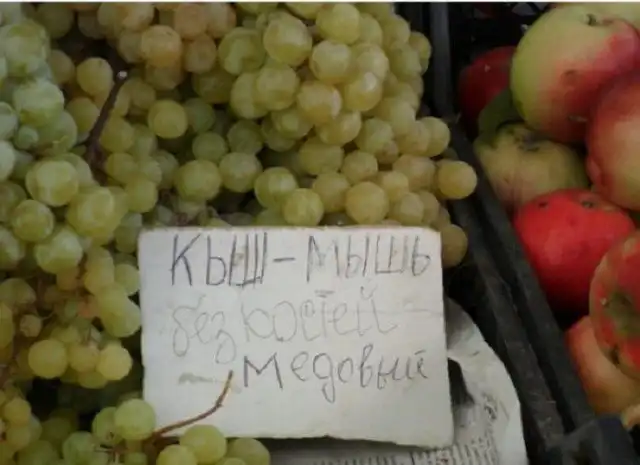 Кыш-мышь
без костей
-медовый